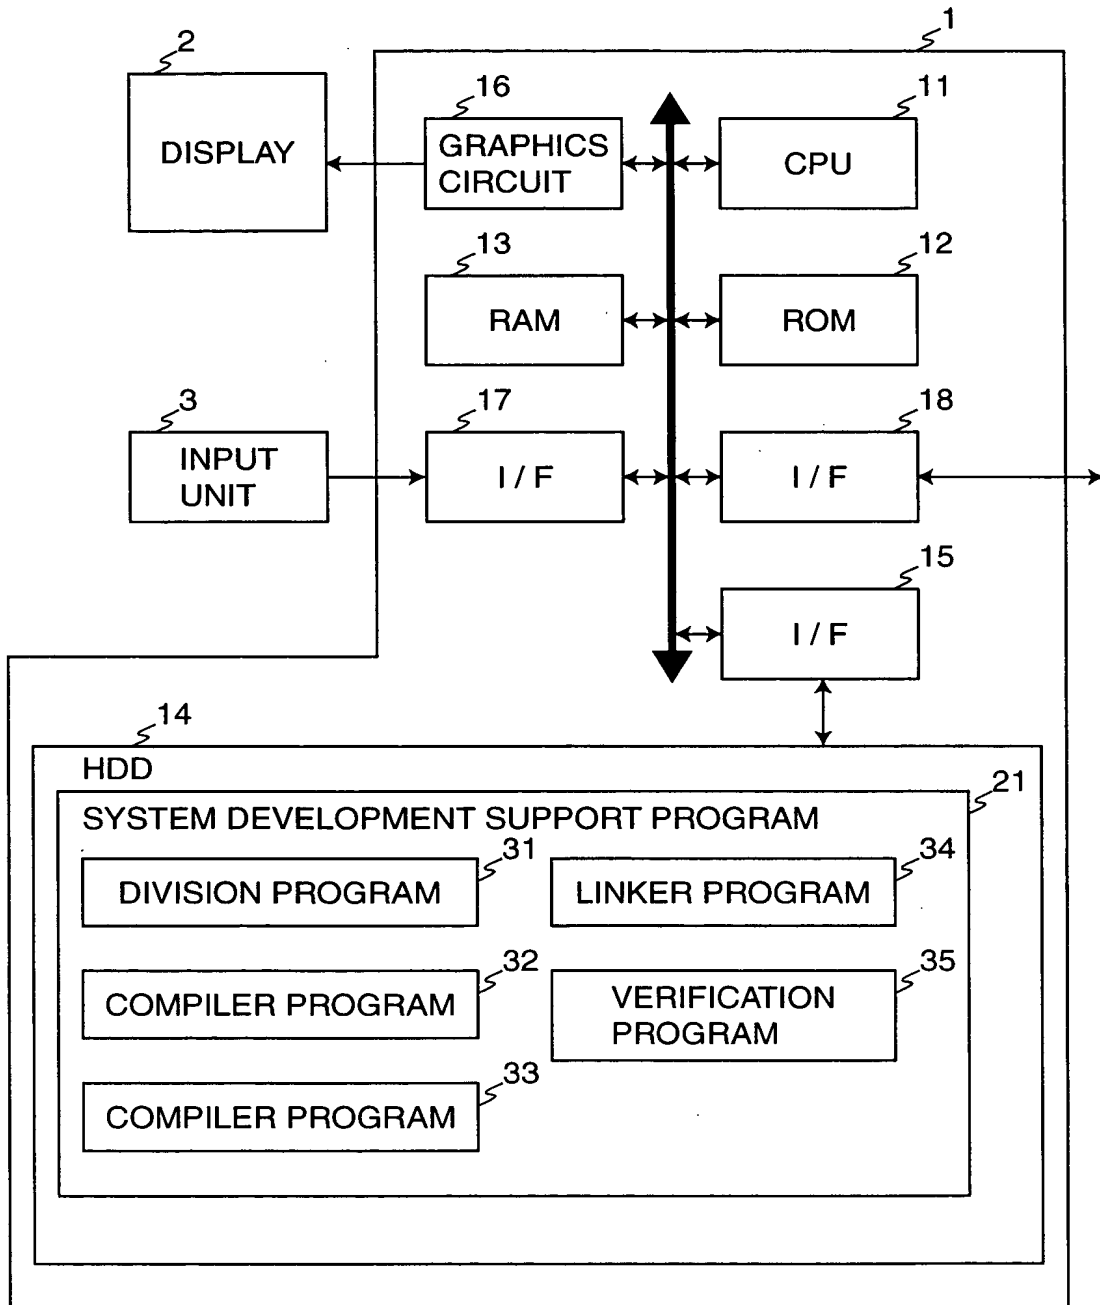 2
1
DISPLAY
16
GRAPHICS
CIRCUIT
11
CPU
13
RAM
12
ROM
3
INPUT
UNIT
17
I / F
18
I / F
15
I / F
14
HDD
21
SYSTEM DEVELOPMENT SUPPORT PROGRAM
31
DIVISION PROGRAM
34
LINKER PROGRAM
32
COMPILER PROGRAM
35
VERIFICATION
PROGRAM
33
COMPILER PROGRAM